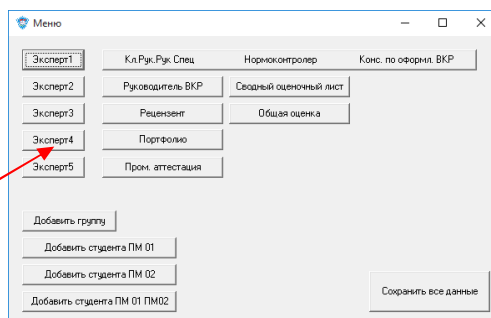 Меню
Эксперт1 Кл.Рук.Рук Спец Нормоконтролер Конс. по оформл. ВКР
Эксперт2 Руководитель ВКР Сводный оценочный лист
Эксперт3 Рецензент Общая оценка
Эксперт4 Портфолио
Эксперт5 Пром. аттестация
Добавить группу
Добавить студента ПМ 01
Добавить студента ПМ 02
Добавить студента ПМ 01 ПМ02
Сохранить все данные